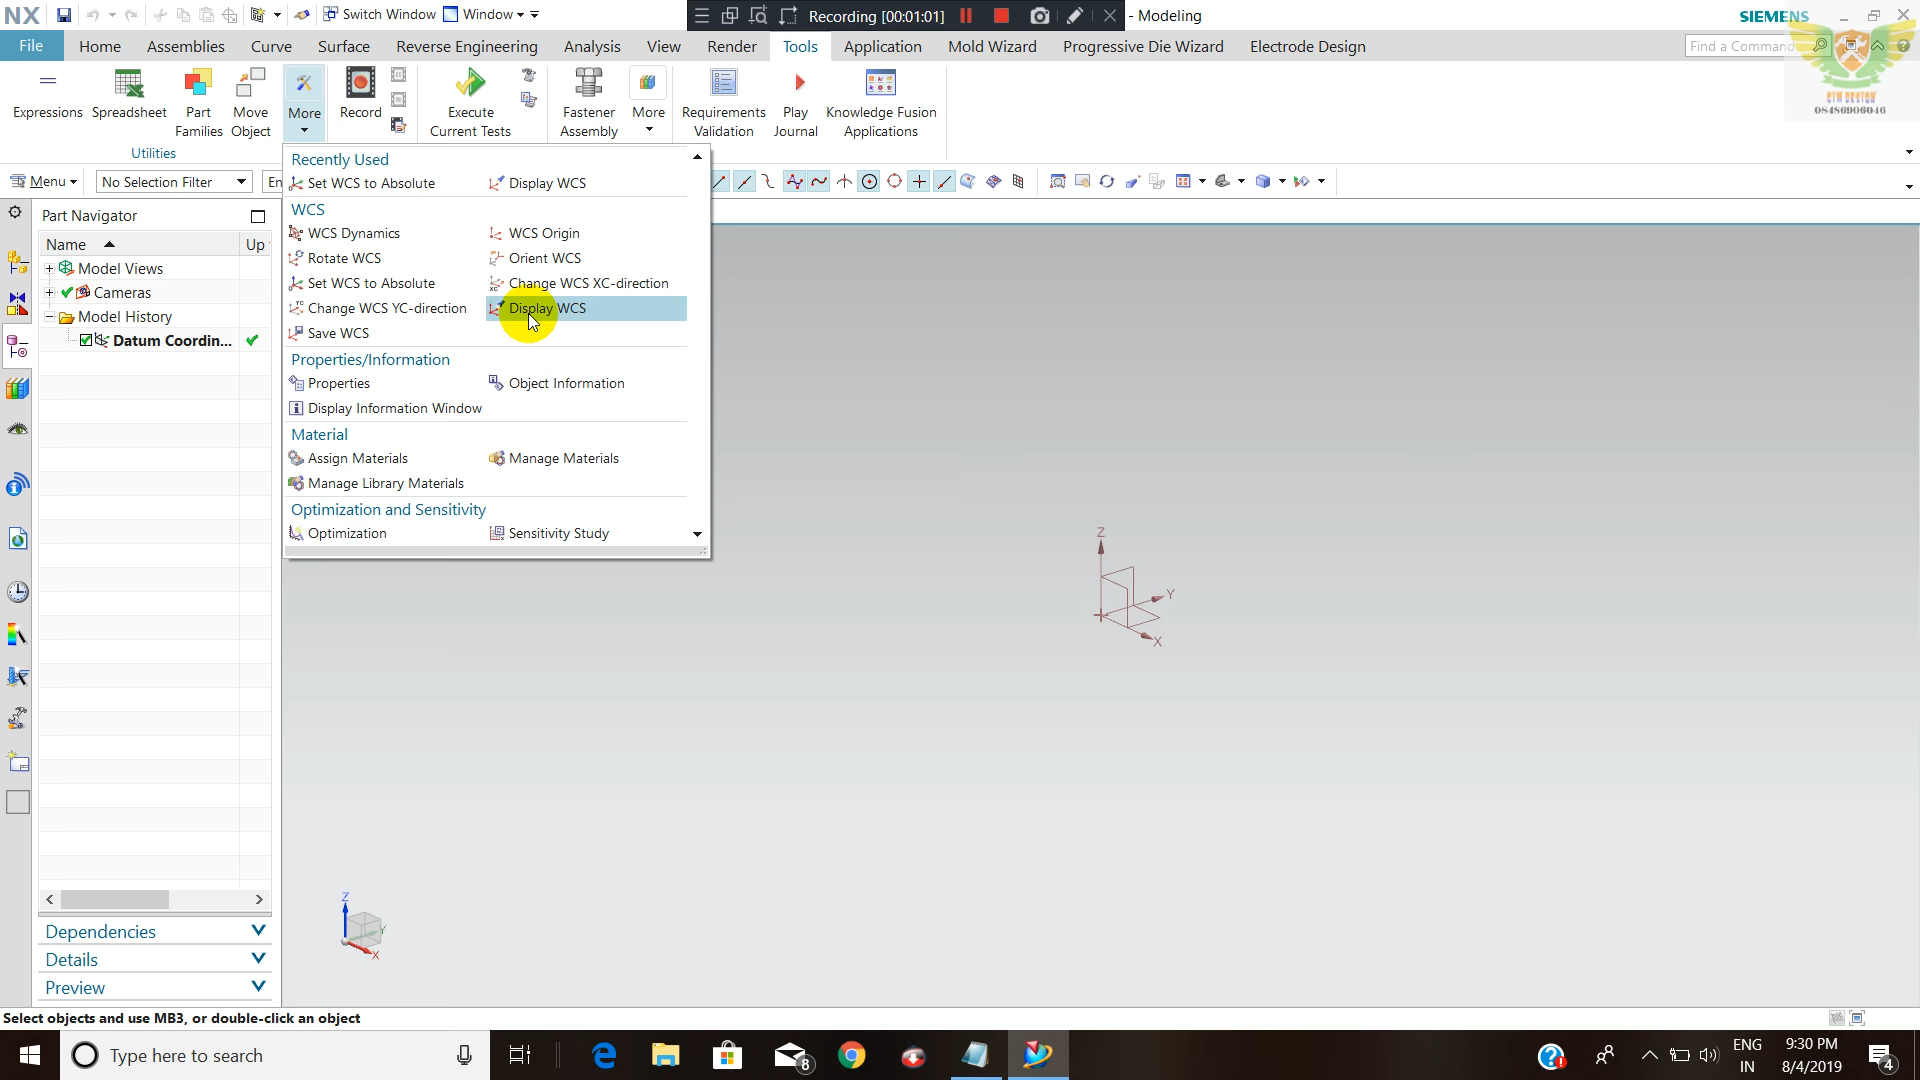 NX
Switch Window Window
Recording [00:01:01]
- Modeling
SIEMENS
File Home Assemblies Curve Surface Reverse Engineering Analysis View Render Tools Application Mold Wizard Progressive Die Wizard Electrode Design
Find a Command
CTM DESIGN
08486906046
Expressions Spreadsheet Part Families Move Object More Record Execute Current Tests Fastener Assembly More Requirements Validation Play Journal Knowledge Fusion Applications
Utilities
Menu No Selection Filter En
Recently Used
Set WCS to Absolute Display WCS
WCS
WCS Dynamics WCS Origin
Rotate WCS Orient WCS
Set WCS to Absolute Change WCS XC-direction
Change WCS YC-direction Display WCS
Save WCS
Properties/Information
Properties Object Information
Display Information Window
Material
Assign Materials Manage Materials
Manage Library Materials
Optimization and Sensitivity
Optimization Sensitivity Study
Part Navigator
Name Up
Model Views
Cameras
Model History
Datum Coordin...
Z
Y
X
Z
Y
X
Dependencies
Details
Preview
Select objects and use MB3, or double-click an object
Type here to search
8
ENG
IN
9:30 PM
8/4/2019
4